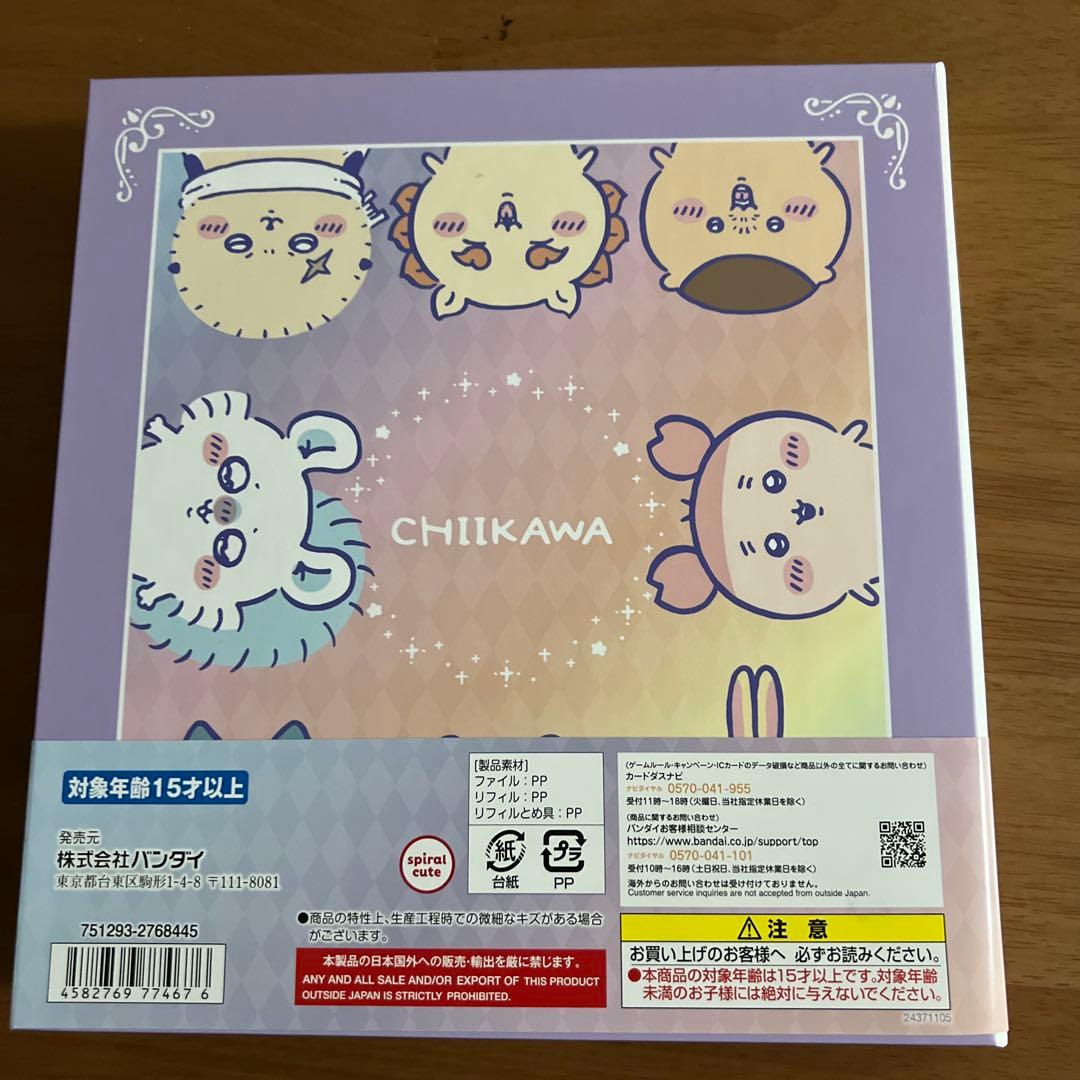 CHIIKAWA
対象年齢15才以上
発売元
株式会社バンダイ
東京都台東区駒形1-4-8 〒111-8081
751293-2768445
4582769 774676
spiral
cute
[製品素材]
ファイル：PP
リフィル：PP
リフィルとめ具：PP
紙
台紙
プラ
PP
●商品の特性上、生産工程時での微細なキズがある場合
がございます。
本製品の日本国外への販売・輸出を厳に禁じます。
ANY AND ALL SALE AND/OR EXPORT OF THIS PRODUCT
OUTSIDE JAPAN IS STRICTLY PROHIBITED.
(ゲームルール・キャンペーン・ICカードのデータ破損など商品以外の全てに関するお問い合わせ)
カードダスナビ
ナビダイヤル 0570-041-955
受付11時～18時(火曜日、当社指定休業日を除く)
(商品に関するお問い合わせ)
バンダイお客様相談センター
https://www.bandai.co.jp/support/top
ナビダイヤル 0570-041-101
受付10時～16時(土日祝日、当社指定休業日を除く)
海外からのお問い合わせは受け付けておりません。
Customer service inquiries are not accepted from outside Japan.
注意
お買い上げのお客様へ 必ずお読みください。
●本商品の対象年齢は15才以上です。対象年齢
未満のお子様には絶対に与えないでください。
24371105